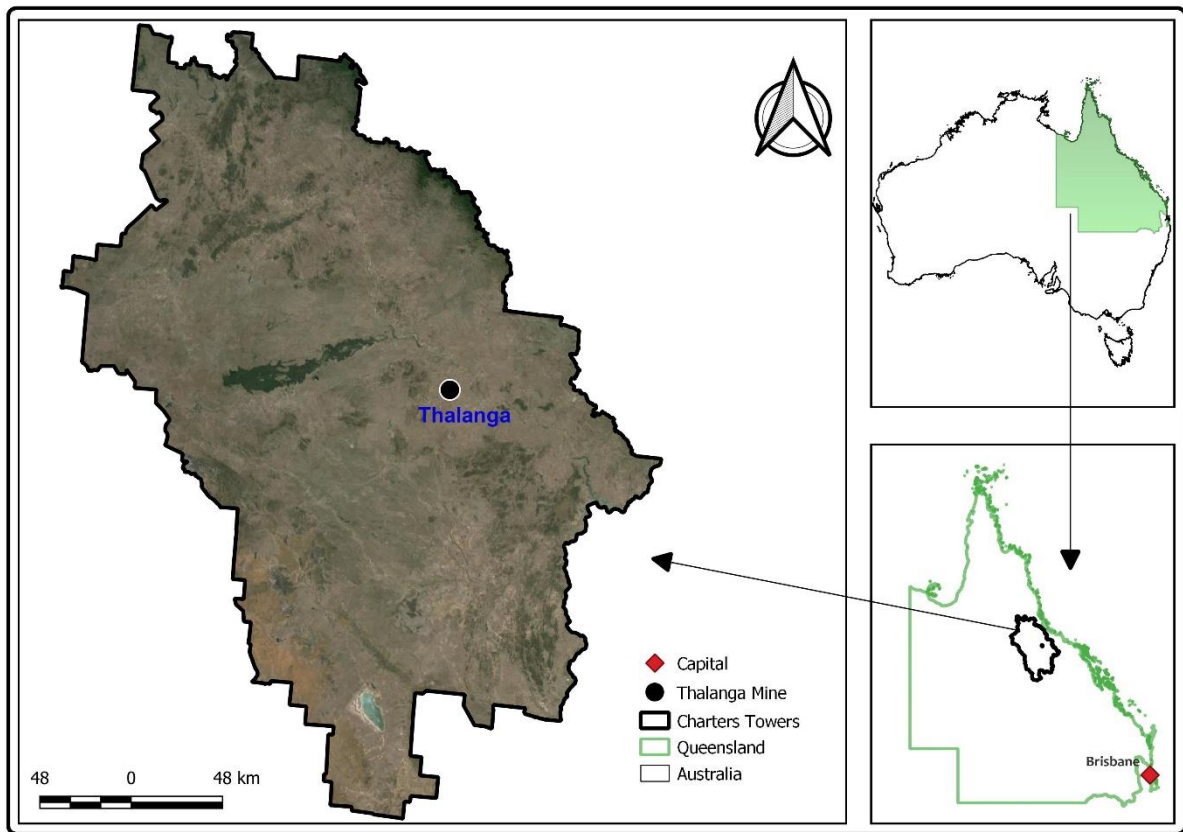 Thalanga
Capital
Thalanga Mine
Charters Towers
Queensland
Australia
48 0 48 km
Brisbane